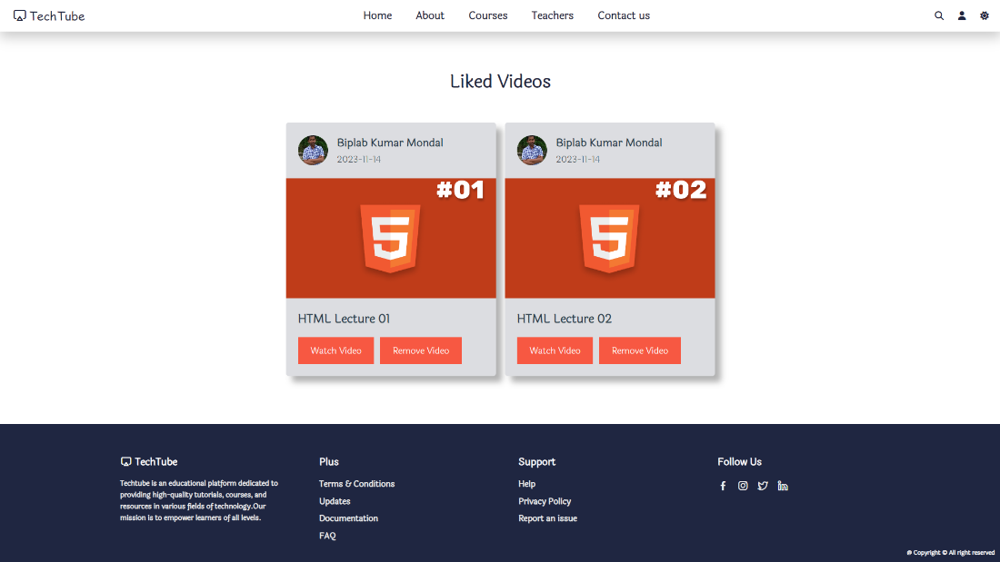 TechTube
Home About Courses Teachers Contact us
Liked Videos
Biplab Kumar Mondal
2023-11-14
#01
HTML Lecture 01
Watch Video Remove Video
Biplab Kumar Mondal
2023-11-14
#02
HTML Lecture 02
Watch Video Remove Video
TechTube
Techtube is an educational platform dedicated to
providing high-quality tutorials, courses, and
resources in various fields of technology.Our
mission is to empower learners of all levels.
Plus
Terms & Conditions
Updates
Documentation
FAQ
Support
Help
Privacy Policy
Report an issue
Follow Us
@ Copyright © All right reserved